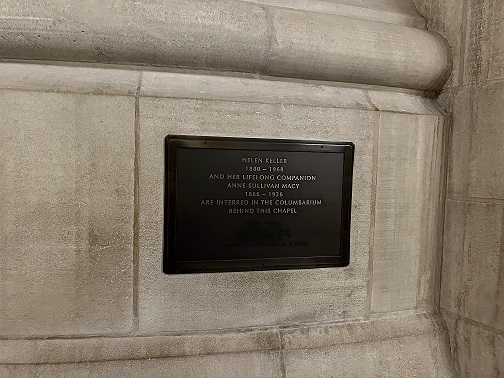 HELEN KELLER
1880 – 1968
AND HER LIFELONG COMPANION
ANNE SULLIVAN MACY
1866 – 1936
ARE INTERRED IN THE COLUMBARIUM
BEHIND THIS CHAPEL